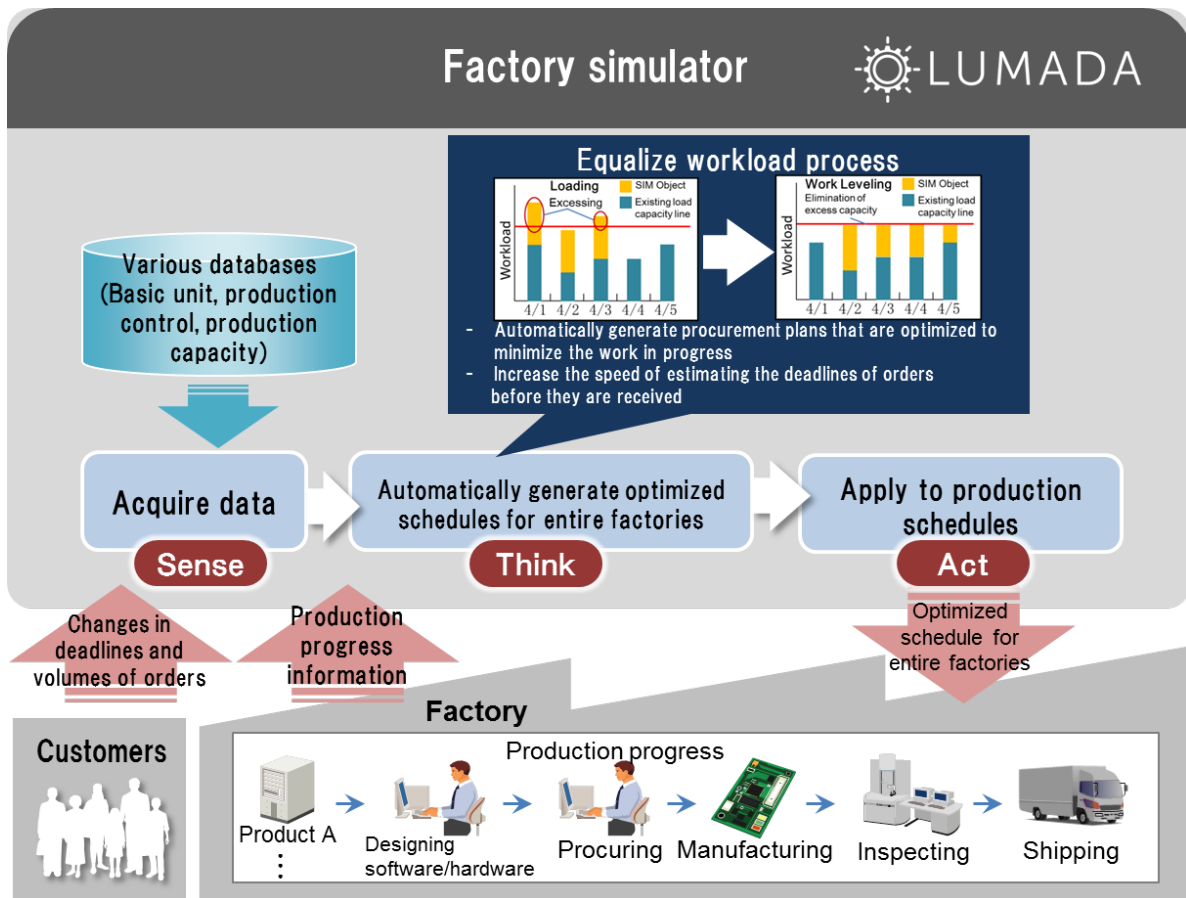 Factory simulator
LUMADA
Equalize workload process
Loading
Excessing
SIM Object
Existing load
capacity line
Workload
4/1 4/2 4/3 4/4 4/5
Work Leveling
Elimination of
excess capacity
SIM Object
Existing load
capacity line
Workload
4/1 4/2 4/3 4/4 4/5
- Automatically generate procurement plans that are optimized to
minimize the work in progress
- Increase the speed of estimating the deadlines of orders
before they are received
Various databases
(Basic unit, production
control, production
capacity)
Acquire data
Sense
Automatically generate optimized
schedules for entire factories
Think
Apply to production
schedules
Act
Changes in
deadlines and
volumes of orders
Production
progress
information
Optimized
schedule for
entire factories
Customers
Factory
Production progress
Product A
Designing
software/hardware
Procuring
Manufacturing
Inspecting
Shipping